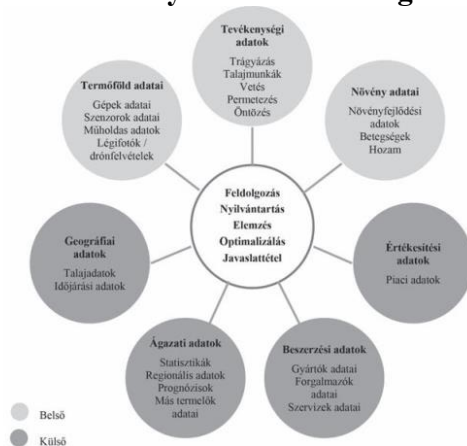 Tevékenységi
adatok
Trágyázás
Talajmunkák
Vetés
Permetezés
Öntözés
Termőföld adatai
Gépek adatai
Szenzorok adatai
Műholdas adatok
Légifotók /
drónfelvételek
Növény adatai
Növényfejlődési
adatok
Betegségek
Hozam
Feldolgozás
Nyilvántartás
Elemzés
Optimalizálás
Javaslattétel
Geográfiai
adatok
Talajadatok
Időjárási adatok
Értékesítési
adatok
Piaci adatok
Ágazati adatok
Statisztikák
Regionális adatok
Prognózisok
Más termelők
adatai
Beszerzési adatok
Gyártók adatai
Forgalmazók
adatai
Szervizek adatai
Belső
Külső